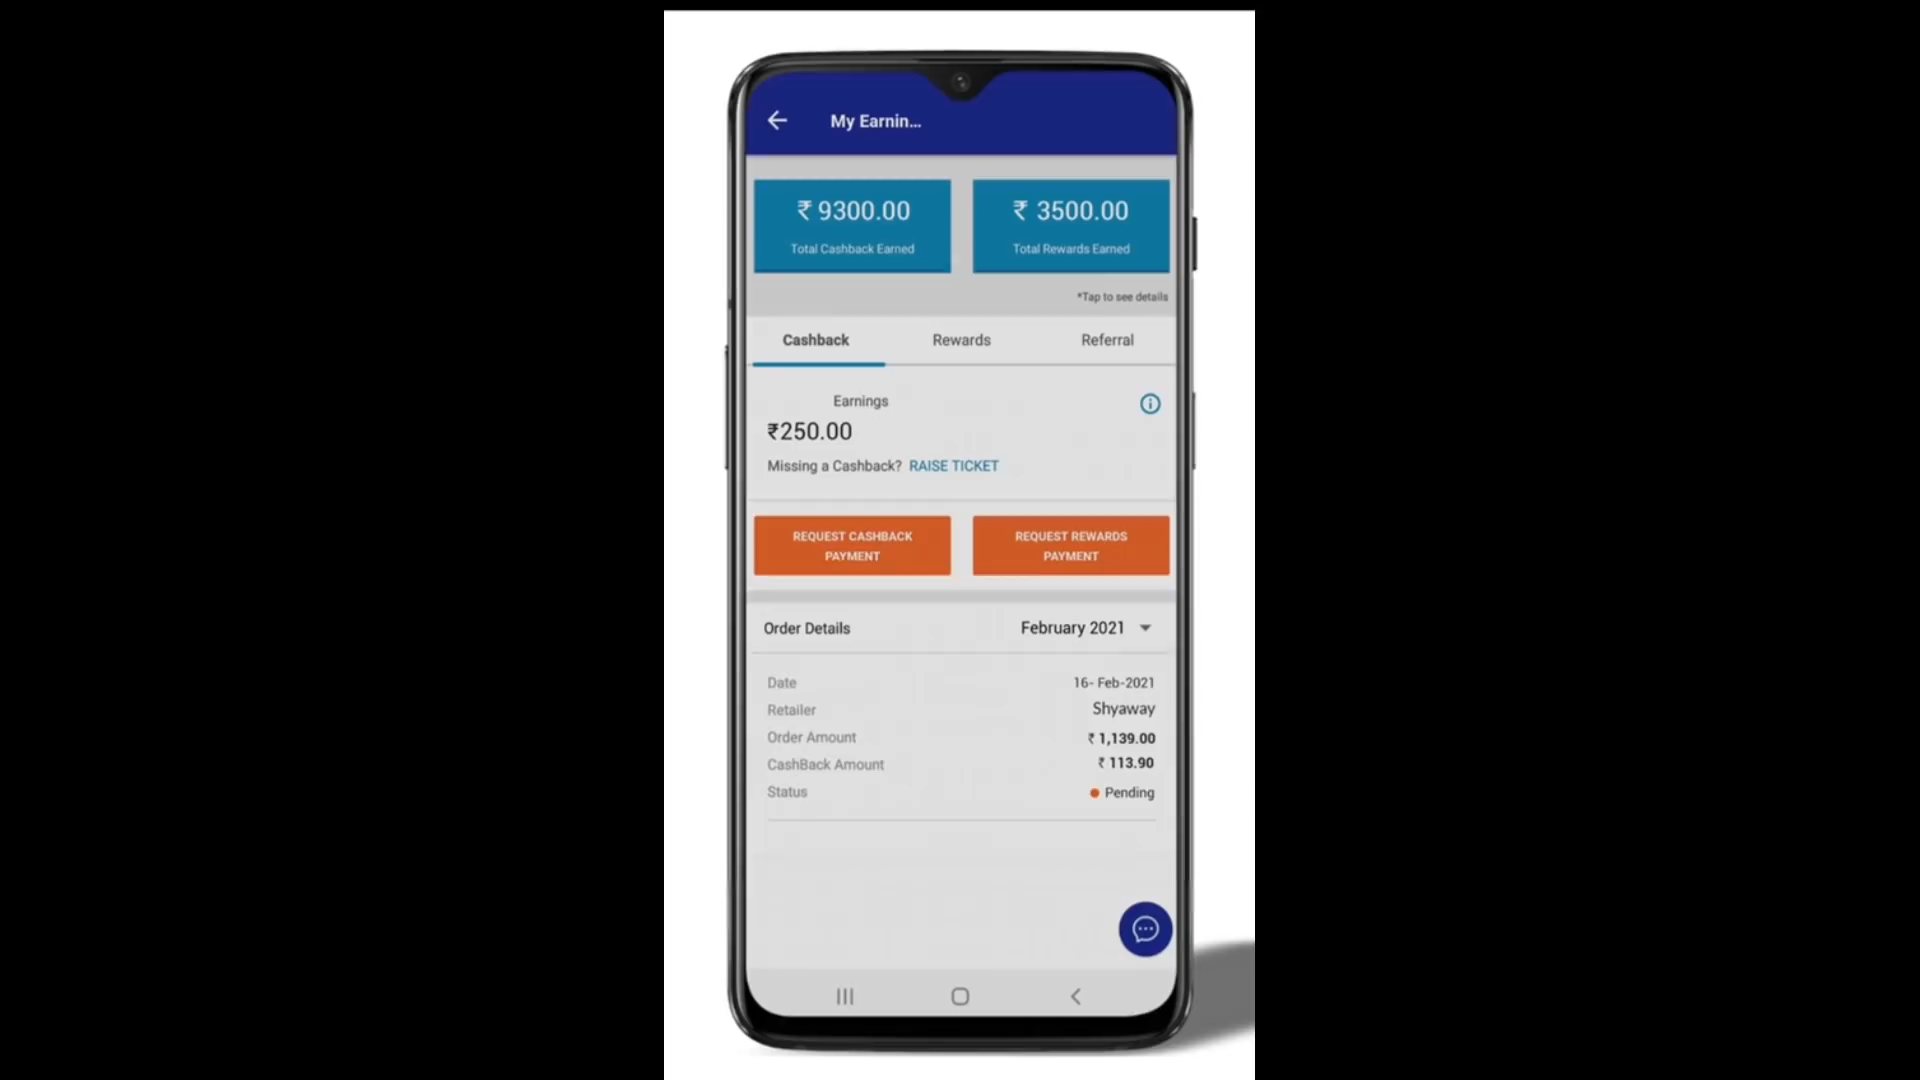 My Earnin...
₹ 9300.00
Total Cashback Earned
₹ 3500.00
Total Rewards Earned
*Tap to see details
Cashback Rewards Referral
Earnings
₹250.00
Missing a Cashback? RAISE TICKET
REQUEST CASHBACK
PAYMENT
REQUEST REWARDS
PAYMENT
Order Details February 2021
Date 16- Feb-2021
Retailer Shyaway
Order Amount ₹ 1,139.00
CashBack Amount ₹ 113.90
Status Pending